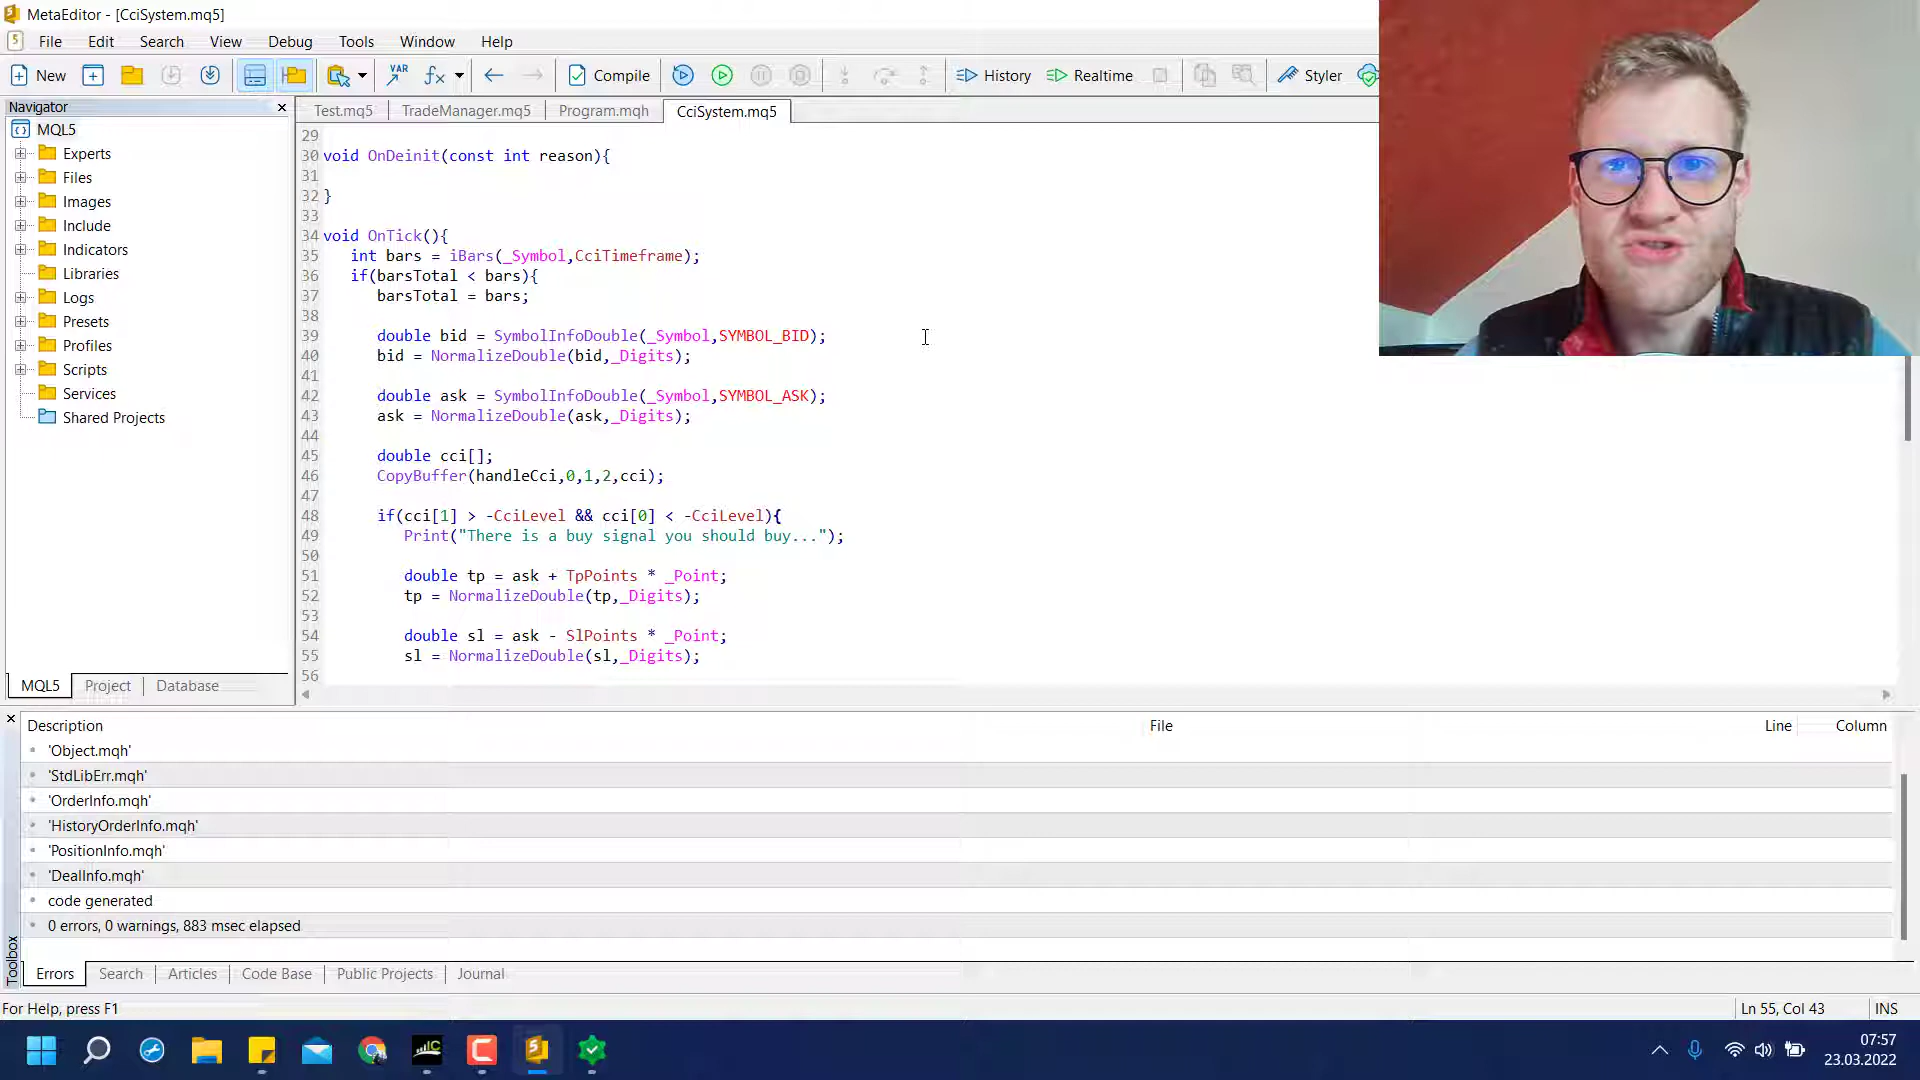 MetaEditor - [CciSystem.mq5]
File Edit Search View Debug Tools Window Help
New VAR Compile History Realtime Styler
Navigator
MQL5
Experts
Files
Images
Include
Indicators
Libraries
Logs
Presets
Profiles
Scripts
Services
Shared Projects
MQL5 Project Database
Test.mq5 TradeManager.mq5 Program.mqh CciSystem.mq5
29
30 void OnDeinit(const int reason){
31
32 }
33
34 void OnTick(){
35 int bars = iBars(_Symbol,CciTimeframe);
36 if(barsTotal < bars){
37 barsTotal = bars;
38
39 double bid = SymbolInfoDouble(_Symbol,SYMBOL_BID);
40 bid = NormalizeDouble(bid,_Digits);
41
42 double ask = SymbolInfoDouble(_Symbol,SYMBOL_ASK);
43 ask = NormalizeDouble(ask,_Digits);
44
45 double cci[];
46 CopyBuffer(handleCci,0,1,2,cci);
47
48 if(cci[1] > -CciLevel && cci[0] < -CciLevel){
49 Print("There is a buy signal you should buy...");
50
51 double tp = ask + TpPoints * _Point;
52 tp = NormalizeDouble(tp,_Digits);
53
54 double sl = ask - SlPoints * _Point;
55 sl = NormalizeDouble(sl,_Digits);
56
Description File Line Column
'Object.mqh'
'StdLibErr.mqh'
'OrderInfo.mqh'
'HistoryOrderInfo.mqh'
'PositionInfo.mqh'
'DealInfo.mqh'
code generated
0 errors, 0 warnings, 883 msec elapsed
Toolbox
Errors Search Articles Code Base Public Projects Journal
For Help, press F1 Ln 55, Col 43 INS
IC
07:57
23.03.2022